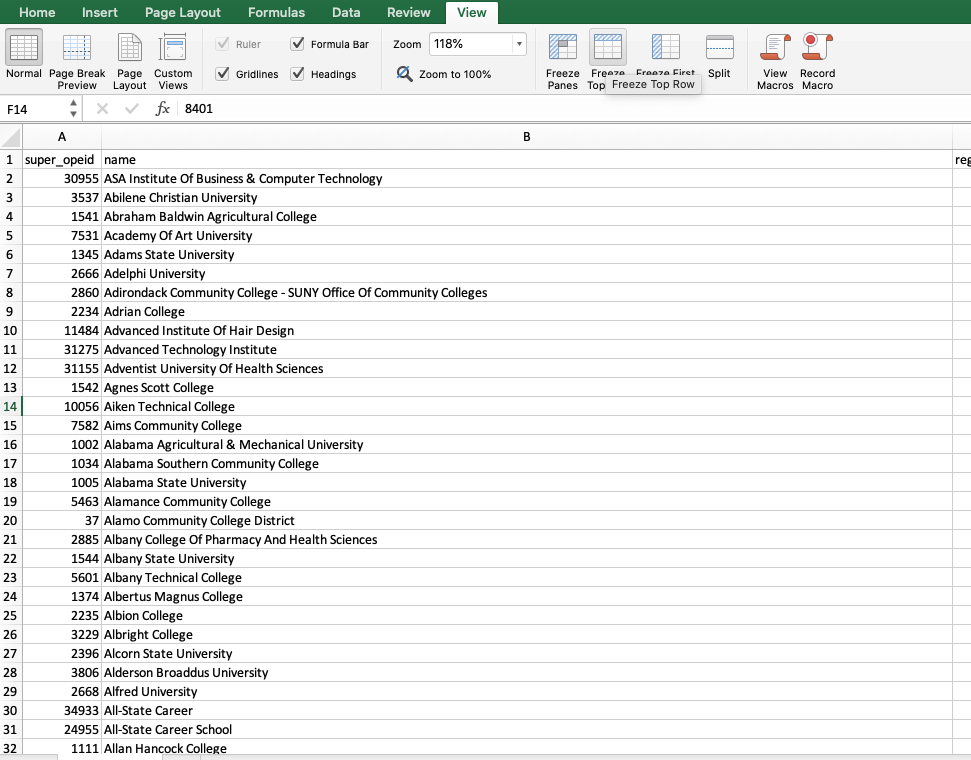 Home Insert Page Layout Formulas Data Review View
Ruler Formula Bar Zoom 118%
Gridlines Headings Zoom to 100%
Normal Page Break Preview Page Layout Custom Views Freeze Panes Freeze Top Freeze First Split View Macros Record Macro
Freeze Top Row
F14 fx 8401
A B
1 super_opeid name reg
2 30955 ASA Institute Of Business & Computer Technology
3 3537 Abilene Christian University
4 1541 Abraham Baldwin Agricultural College
5 7531 Academy Of Art University
6 1345 Adams State University
7 2666 Adelphi University
8 2860 Adirondack Community College - SUNY Office Of Community Colleges
9 2234 Adrian College
10 11484 Advanced Institute Of Hair Design
11 31275 Advanced Technology Institute
12 31155 Adventist University Of Health Sciences
13 1542 Agnes Scott College
14 10056 Aiken Technical College
15 7582 Aims Community College
16 1002 Alabama Agricultural & Mechanical University
17 1034 Alabama Southern Community College
18 1005 Alabama State University
19 5463 Alamance Community College
20 37 Alamo Community College District
21 2885 Albany College Of Pharmacy And Health Sciences
22 1544 Albany State University
23 5601 Albany Technical College
24 1374 Albertus Magnus College
25 2235 Albion College
26 3229 Albright College
27 2396 Alcorn State University
28 3806 Alderson Broaddus University
29 2668 Alfred University
30 34933 All-State Career
31 24955 All-State Career School
32 1111 Allan Hancock College